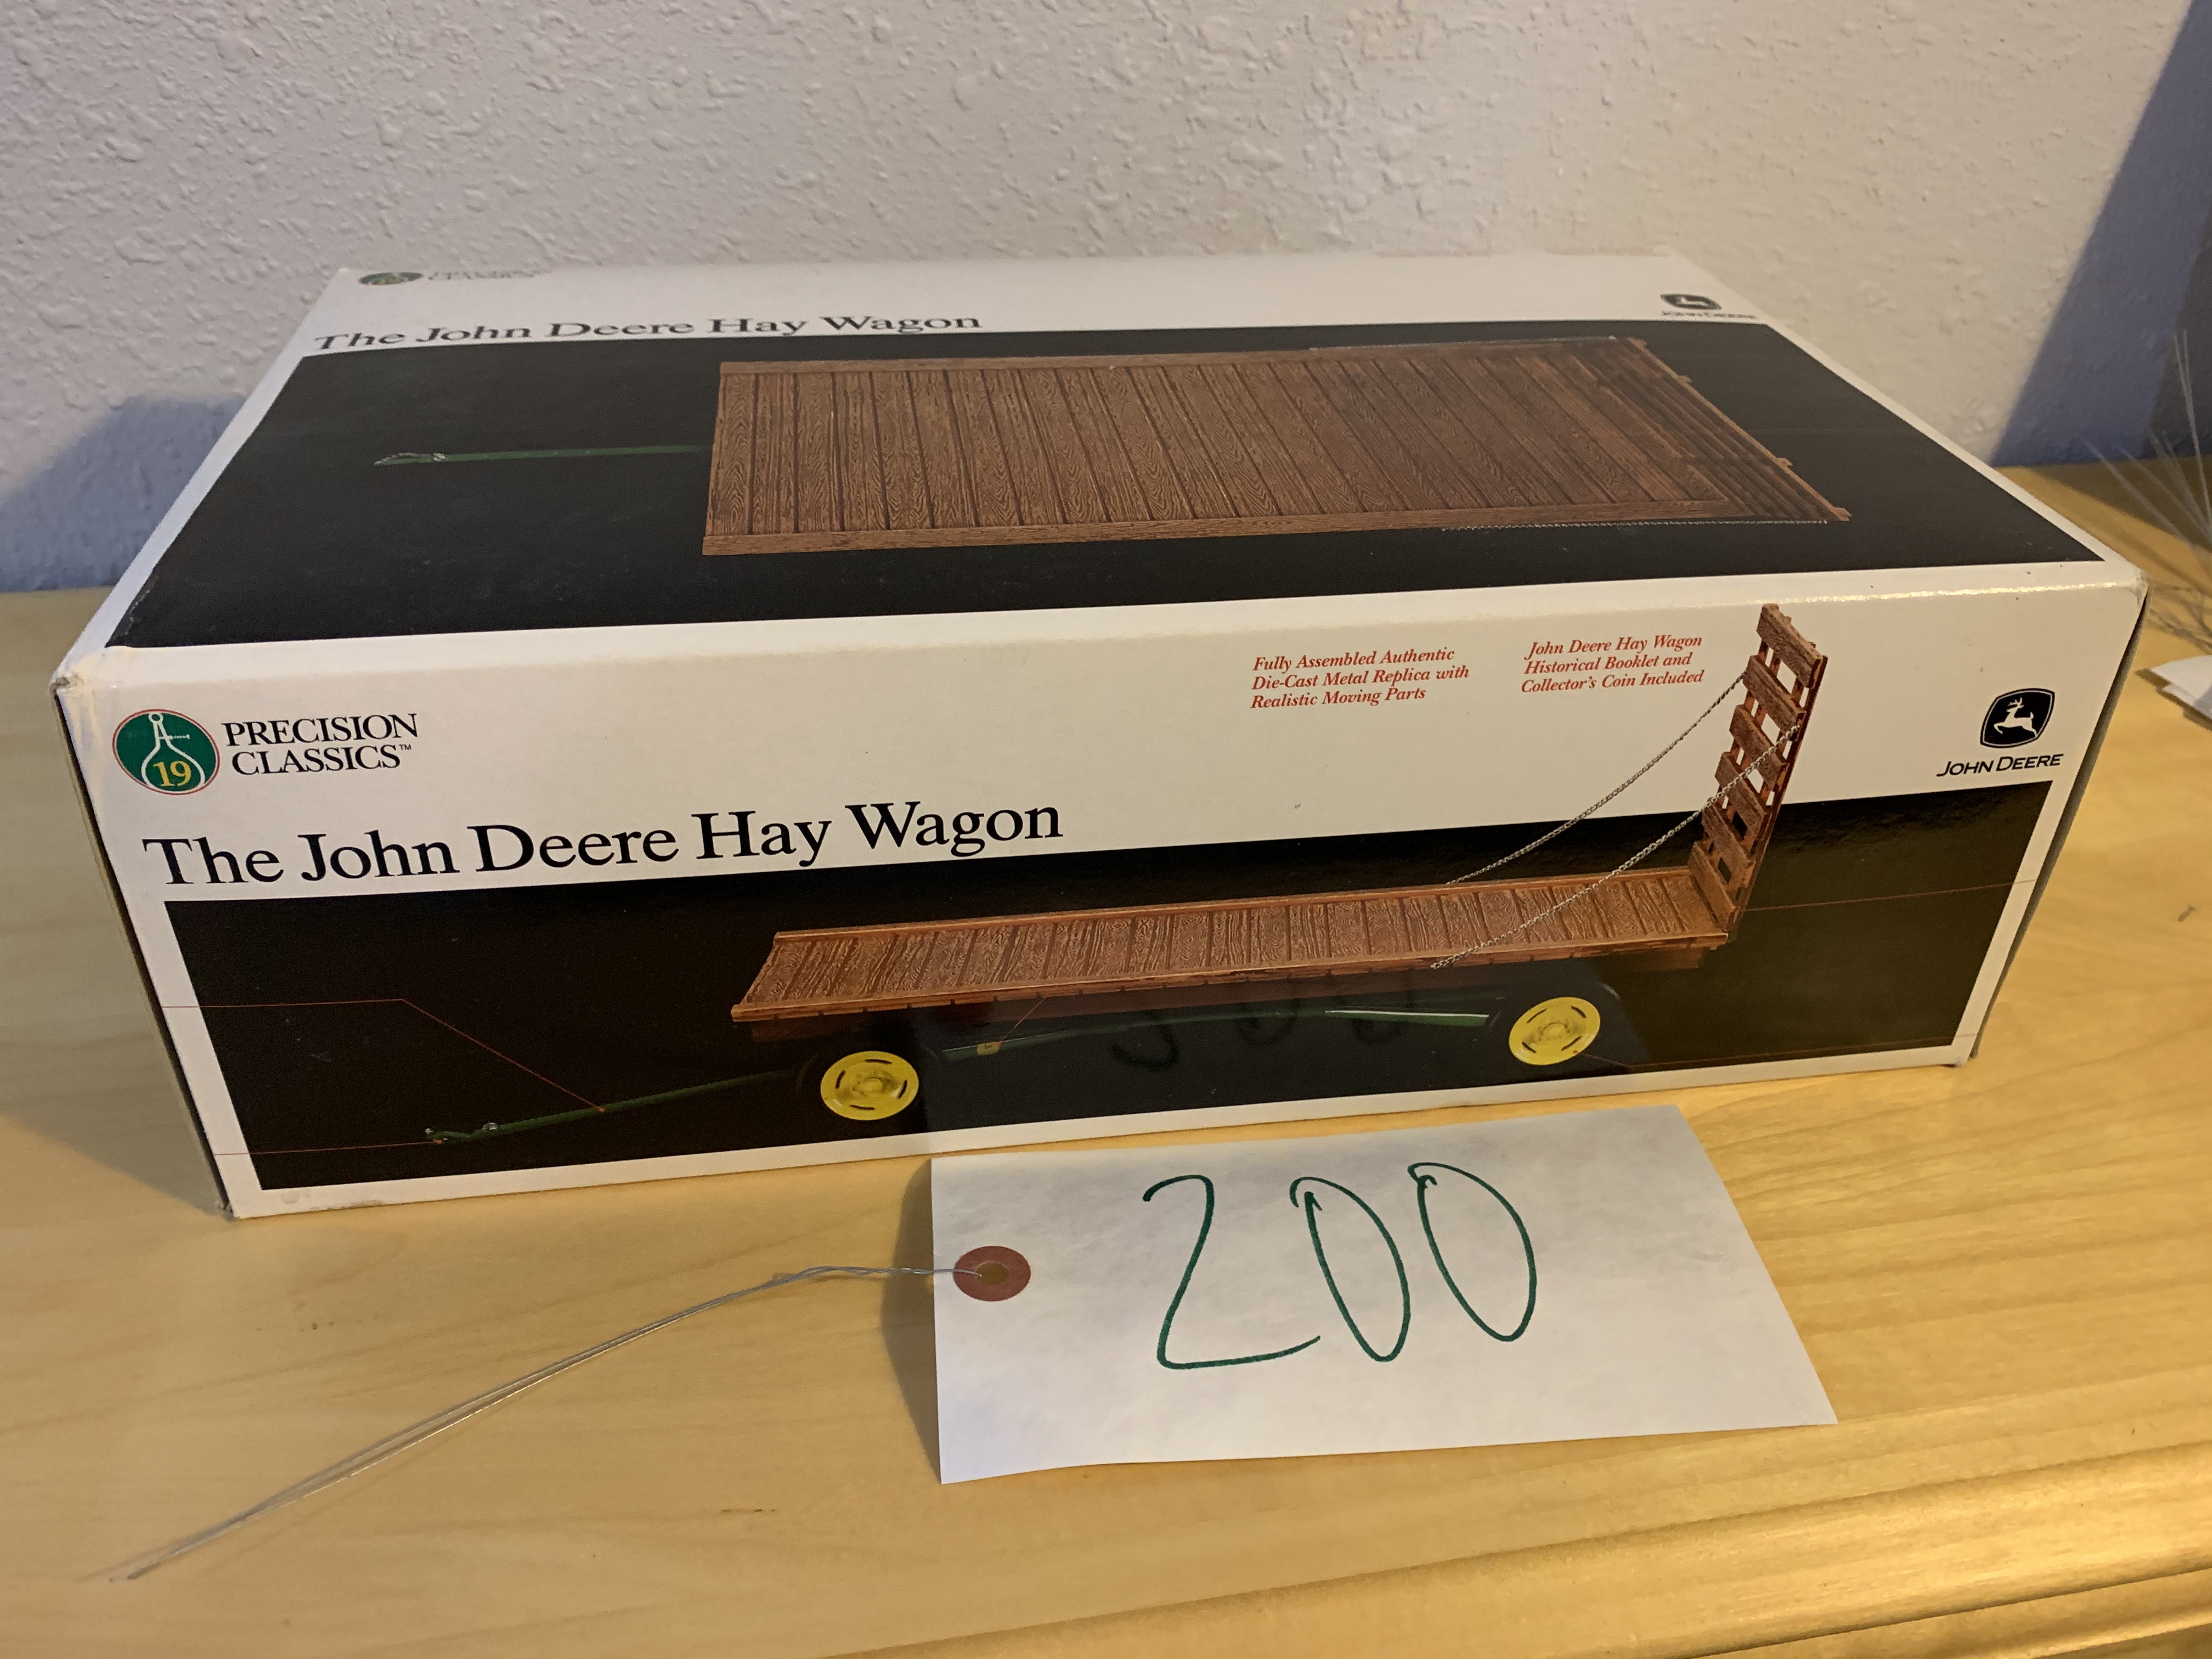 PRECISION
CLASSICS
The John Deere Hay Wagon
JOHN DEERE
Fully Assembled Authentic
Die-Cast Metal Replica with
Realistic Moving Parts
John Deere Hay Wagon
Historical Booklet and
Collector's Coin Included
19
PRECISION
CLASSICS™
JOHN DEERE
The John Deere Hay Wagon
200